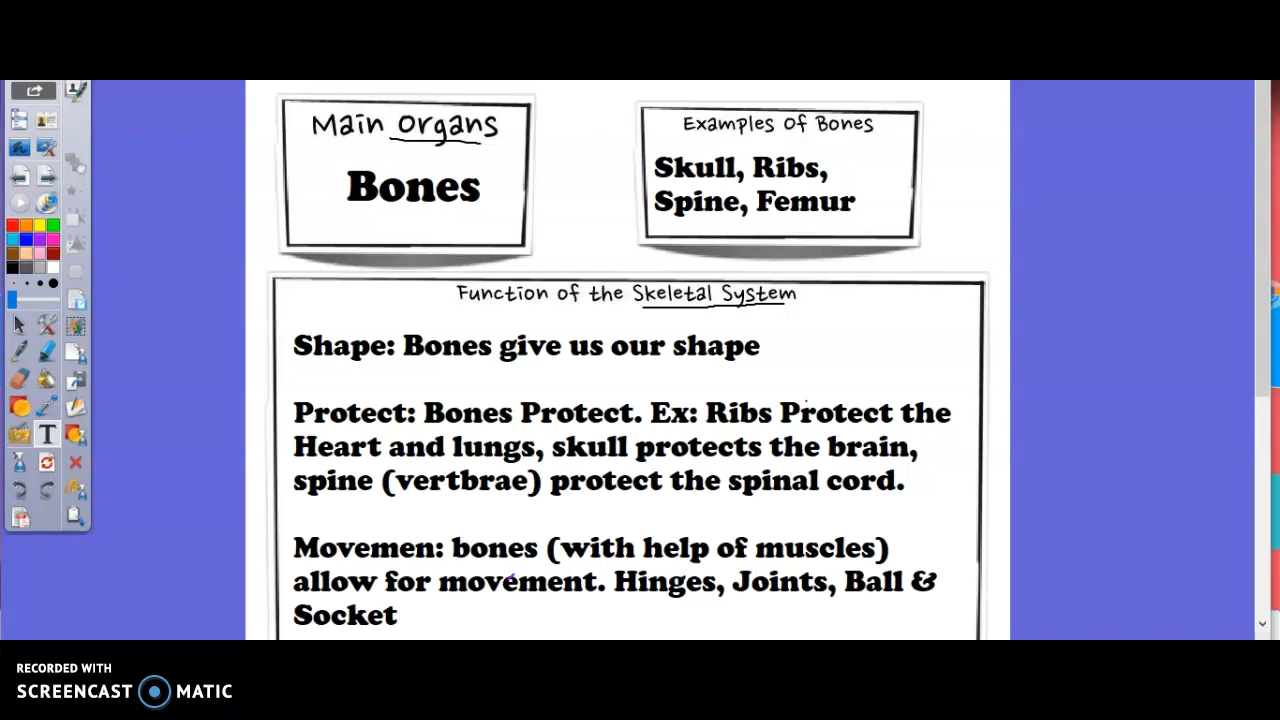 Main Organs
Bones
Examples Of Bones
Skull, Ribs,
Spine, Femur
Function of the Skeletal System
Shape: Bones give us our shape
Protect: Bones Protect. Ex: Ribs Protect the
Heart and lungs, skull protects the brain,
spine (vertbrae) protect the spinal cord.
Movemen: bones (with help of muscles)
allow for movement. Hinges, Joints, Ball &
Socket
RECORDED WITH
SCREENCAST MATIC